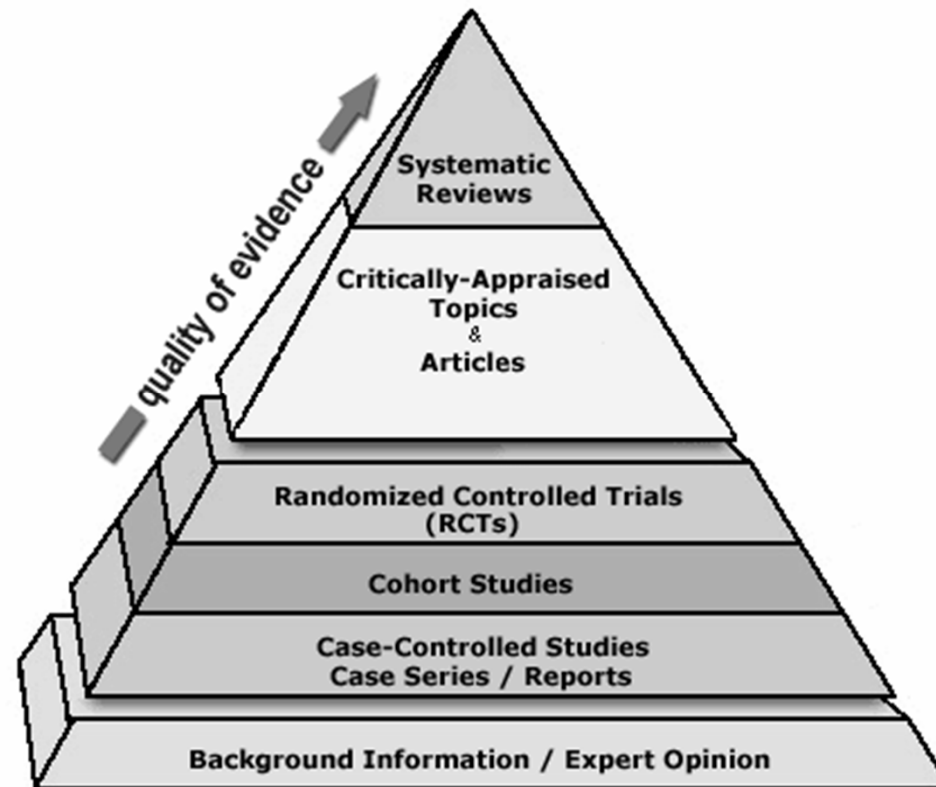 quality of evidence
Systematic
Reviews
Critically-Appraised
Topics
&
Articles
Randomized Controlled Trials
(RCTs)
Cohort Studies
Case-Controlled Studies
Case Series / Reports
Background Information / Expert Opinion